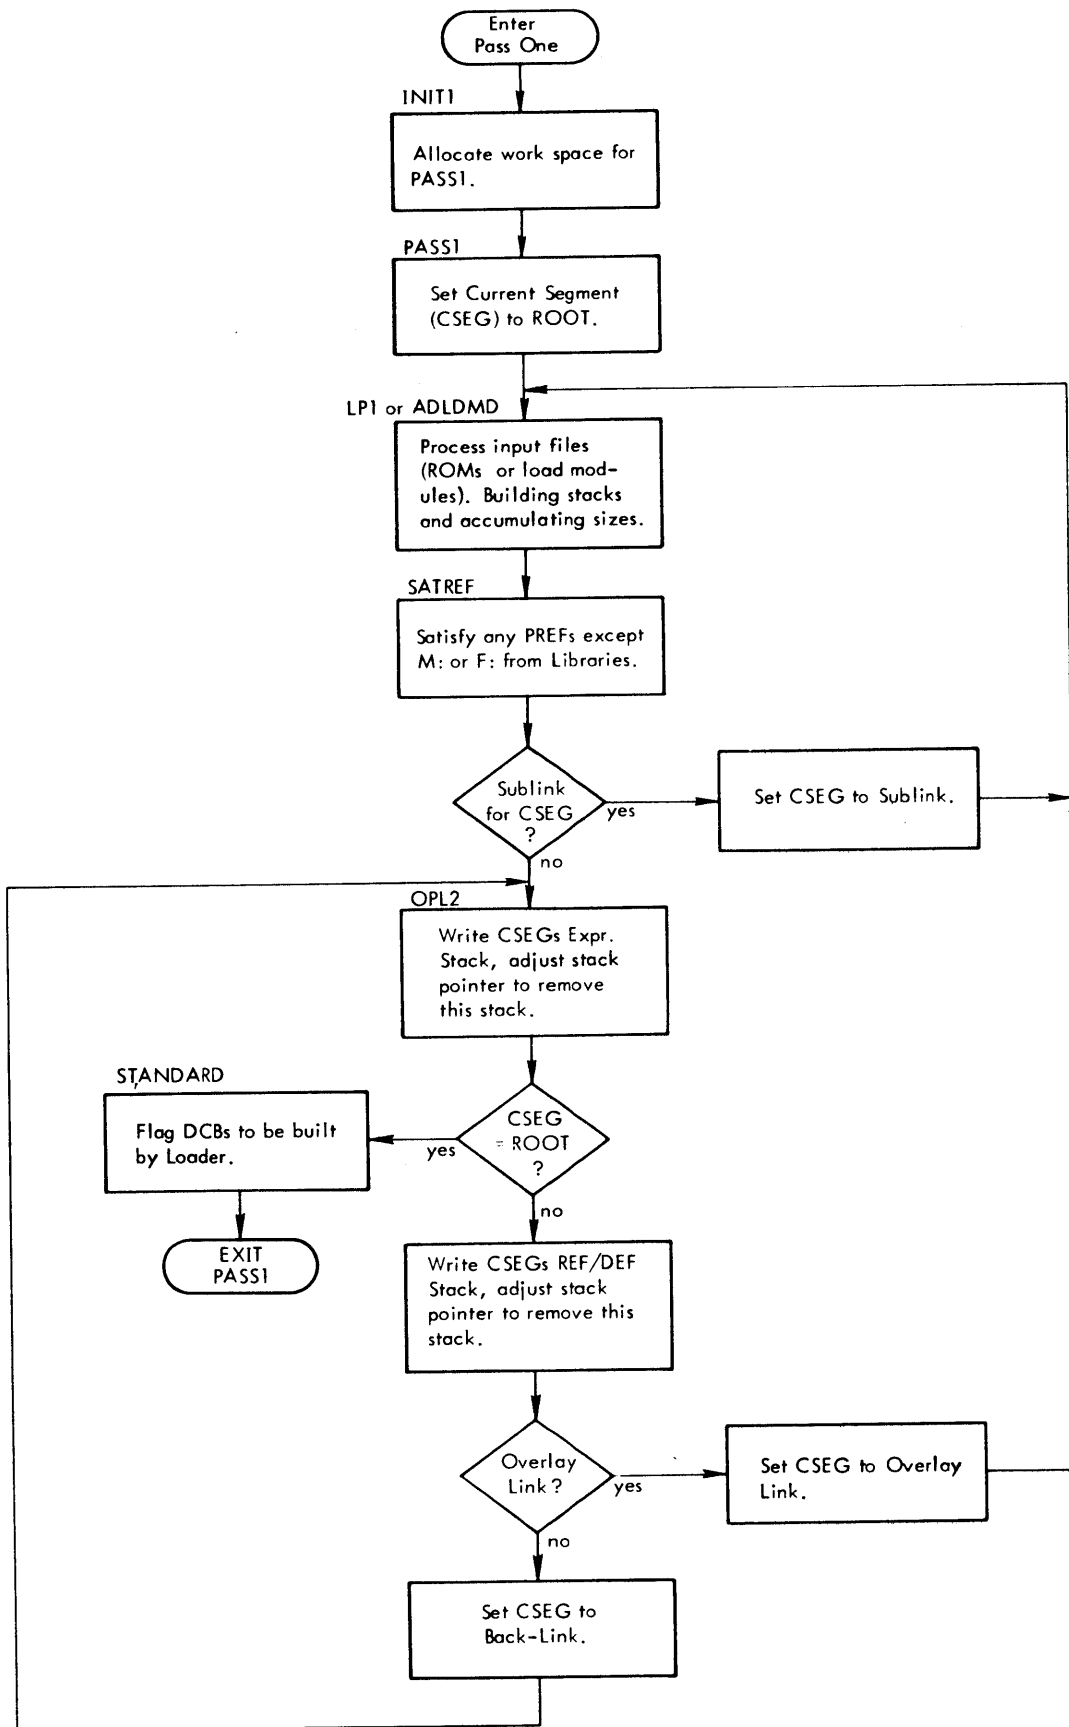 Enter
Pass One
INIT1
Allocate work space for
PASS1.
PASS1
Set Current Segment
(CSEG) to ROOT.
LP1 or ADLDMD
Process input files
(ROMs or load mod-
ules). Building stacks
and accumulating sizes.
SATREF
Satisfy any PREFs except
M: or F: from Libraries.
Sublink
for CSEG
?
yes
Set CSEG to Sublink.
no
OPL2
Write CSEGs Expr.
Stack, adjust stack
pointer to remove
this stack.
STANDARD
Flag DCBs to be built
by Loader.
yes
CSEG
= ROOT
?
no
EXIT
PASS1
Write CSEGs REF/DEF
Stack, adjust stack
pointer to remove this
stack.
Overlay
Link?
yes
Set CSEG to Overlay
Link.
no
Set CSEG to
Back-Link.